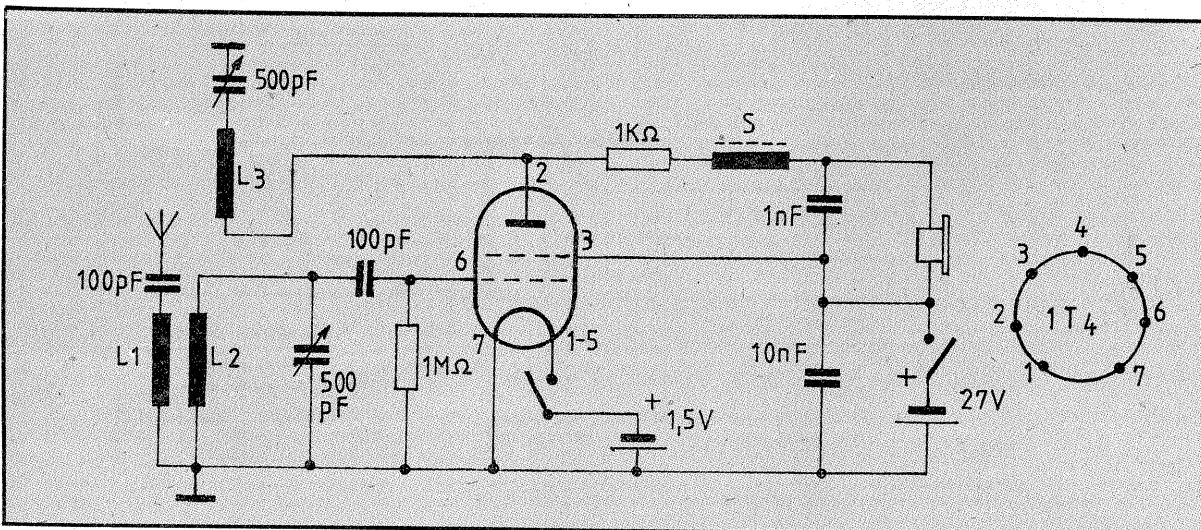 500pF
L3
1KΩ
S
2
1nF
100pF
6
3
100pF
L1
L2
500
pF
1MΩ
7
1-5
+
1,5V
10nF
+
27V
4
3
5
2
1T4
6
1
7